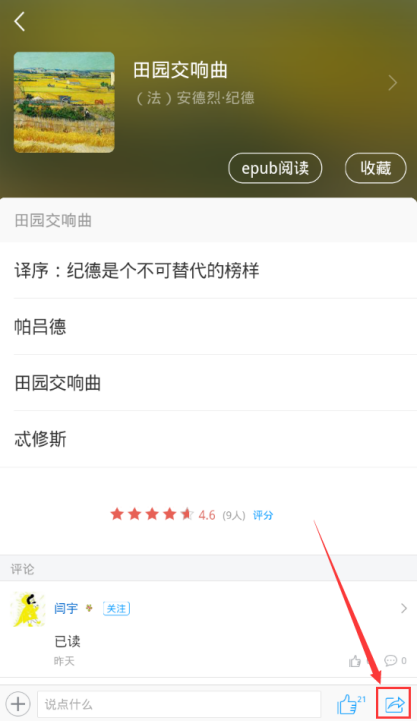 田园交响曲
（法）安德烈·纪德
epub阅读
收藏
田园交响曲
译序：纪德是个不可替代的榜样
帕吕德
田园交响曲
忒修斯
4.6 (9人) 评分
评论
闫宇 关注
已读
昨天 0
说点什么 21